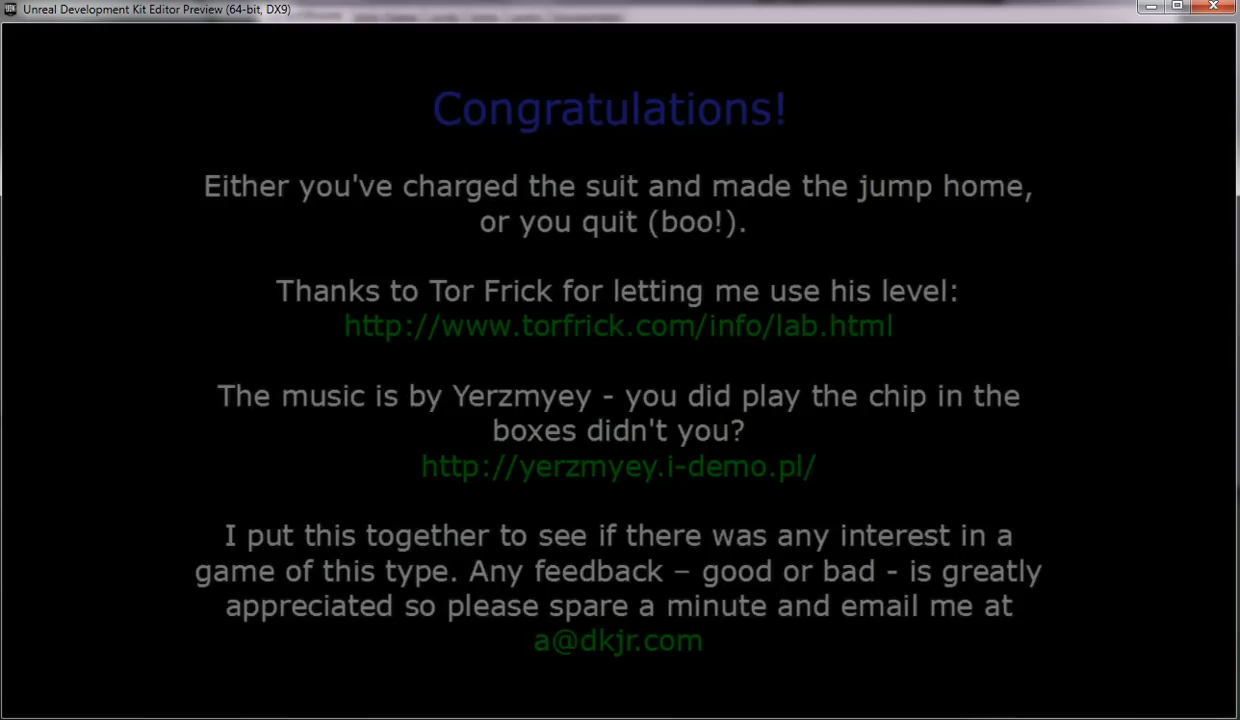 Unreal Development Kit Editor Preview (64-bit, DX9)
Congratulations!
Either you've charged the suit and made the jump home,
or you quit (boo!).
Thanks to Tor Frick for letting me use his level:
http://www.torfrick.com/info/lab.html
The music is by Yerzmyey - you did play the chip in the
boxes didn't you?
http://yerzmyey.i-demo.pl/
I put this together to see if there was any interest in a
game of this type. Any feedback – good or bad - is greatly
appreciated so please spare a minute and email me at
a@dkjr.com